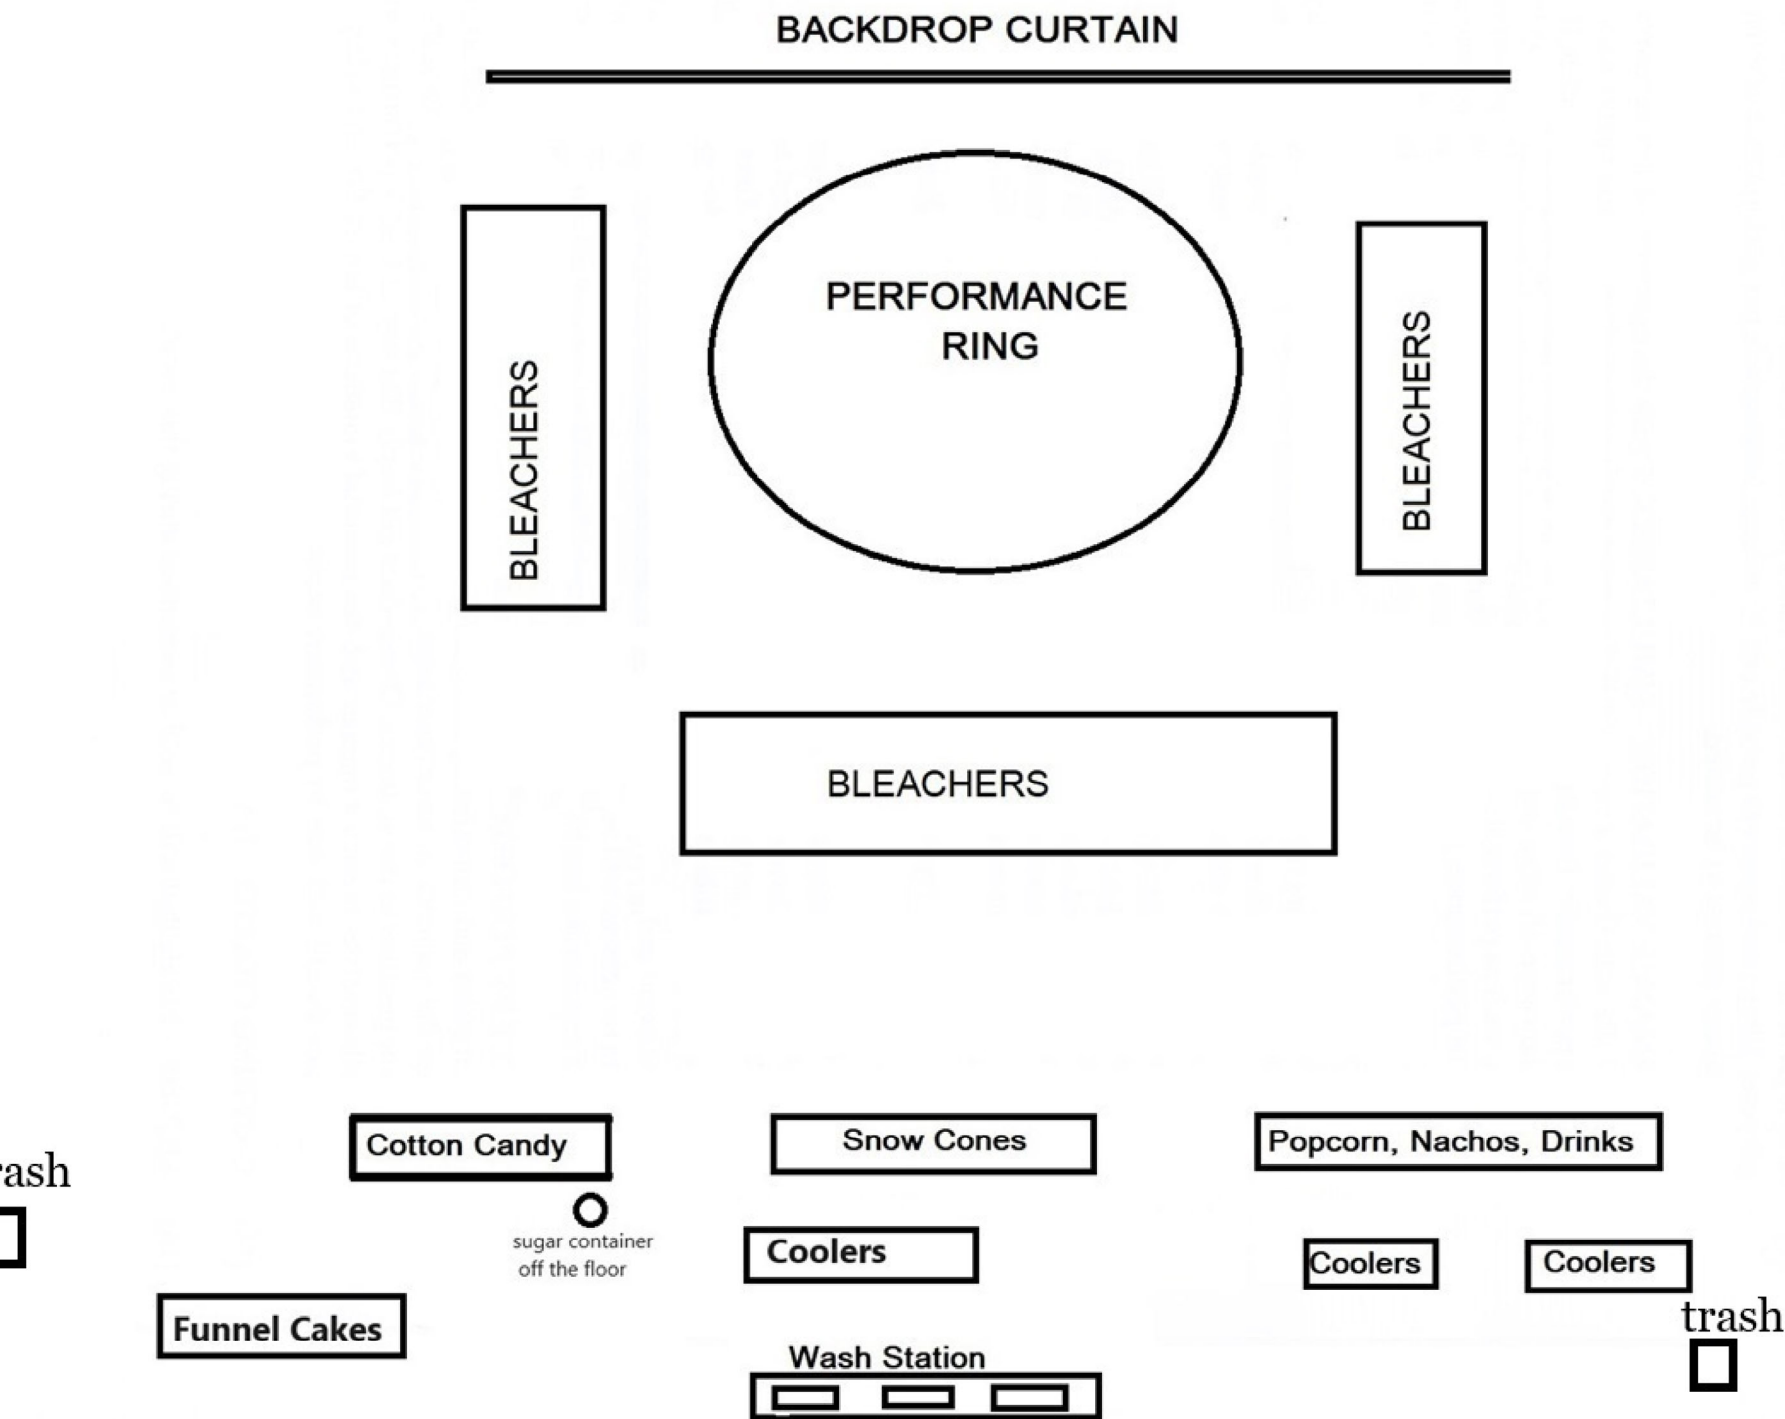 BACKDROP CURTAIN
PERFORMANCE
RING
BLEACHERS
BLEACHERS
BLEACHERS
Cotton Candy
Snow Cones
Popcorn, Nachos, Drinks
rash
sugar container
off the floor
Coolers
Coolers
Coolers
Funnel Cakes
trash
Wash Station